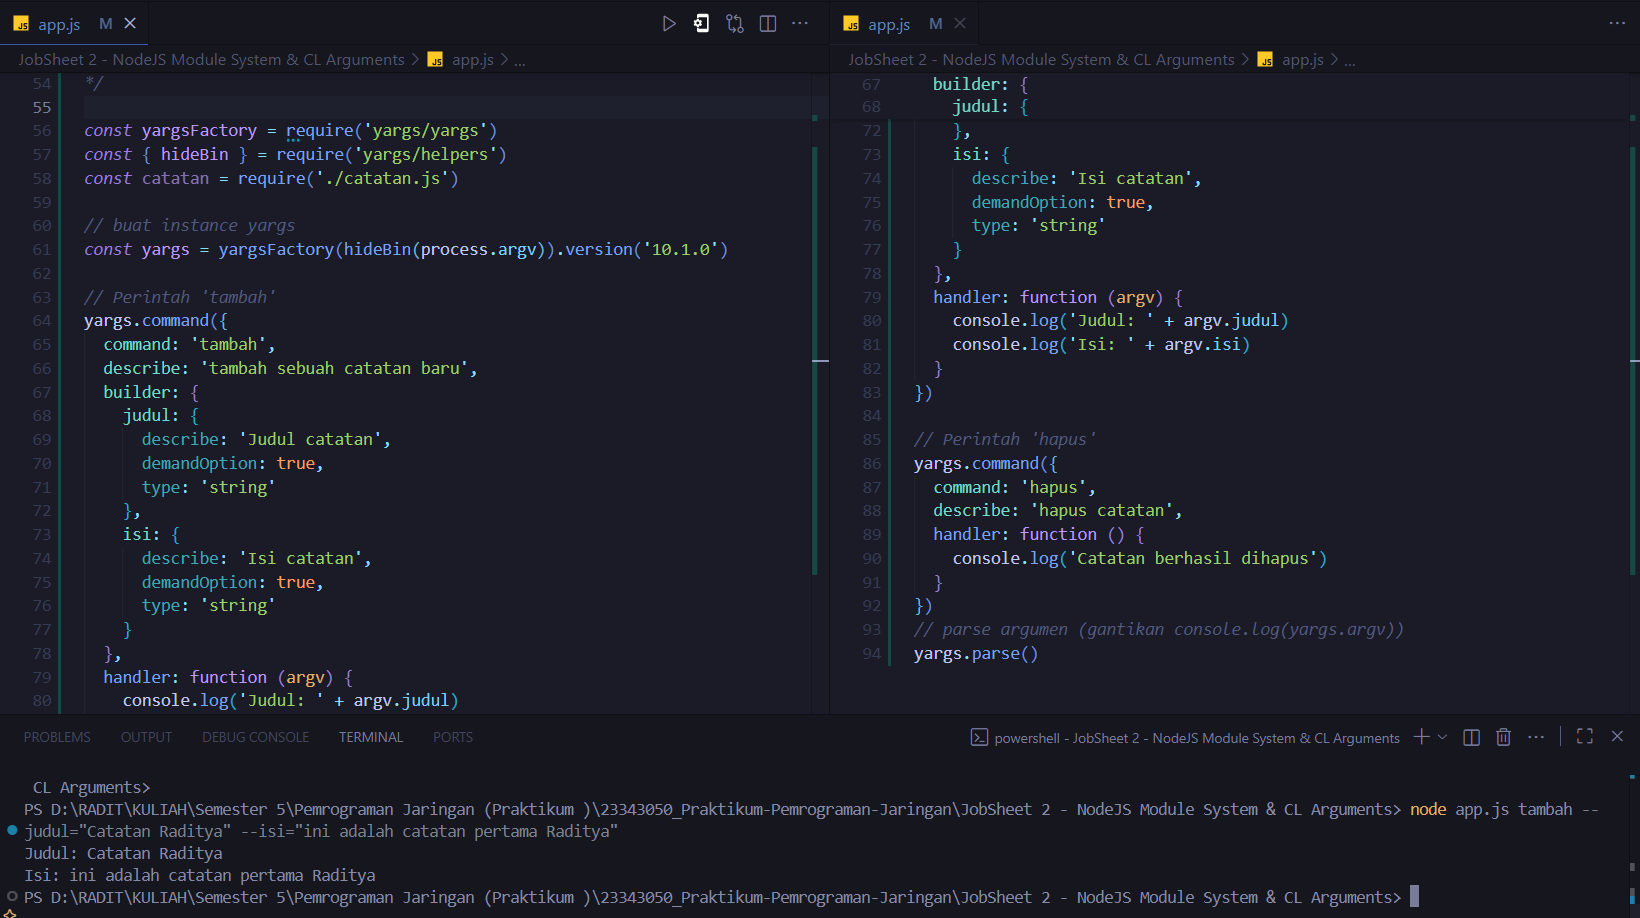 JS app.js M
JobSheet 2 - NodeJS Module System & CL Arguments > JS app.js > ...
54 */
55
56 const yargsFactory = require('yargs/yargs')
57 const { hideBin } = require('yargs/helpers')
58 const catatan = require('./catatan.js')
59
60 // buat instance yargs
61 const yargs = yargsFactory(hideBin(process.argv)).version('10.1.0')
62
63 // Perintah 'tambah'
64 yargs.command({
65 command: 'tambah',
66 describe: 'tambah sebuah catatan baru',
67 builder: {
68 judul: {
69 describe: 'Judul catatan',
70 demandOption: true,
71 type: 'string'
72 },
73 isi: {
74 describe: 'Isi catatan',
75 demandOption: true,
76 type: 'string'
77 }
78 },
79 handler: function (argv) {
80 console.log('Judul: ' + argv.judul)
JS app.js M
JobSheet 2 - NodeJS Module System & CL Arguments > JS app.js > ...
67 builder: {
68 judul: {
72 },
73 isi: {
74 describe: 'Isi catatan',
75 demandOption: true,
76 type: 'string'
77 }
78 },
79 handler: function (argv) {
80 console.log('Judul: ' + argv.judul)
81 console.log('Isi: ' + argv.isi)
82 }
83 })
84
85 // Perintah 'hapus'
86 yargs.command({
87 command: 'hapus',
88 describe: 'hapus catatan',
89 handler: function () {
90 console.log('Catatan berhasil dihapus')
91 }
92 })
93 // parse argumen (gantikan console.log(yargs.argv))
94 yargs.parse()
PROBLEMS OUTPUT DEBUG CONSOLE TERMINAL PORTS
powershell - JobSheet 2 - NodeJS Module System & CL Arguments
CL Arguments>
PS D:\RADIT\KULIAH\Semester 5\Pemrograman Jaringan (Praktikum )\23343050_Praktikum-Pemrograman-Jaringan\JobSheet 2 - NodeJS Module System & CL Arguments> node app.js tambah --
judul="Catatan Raditya" --isi="ini adalah catatan pertama Raditya"
Judul: Catatan Raditya
Isi: ini adalah catatan pertama Raditya
PS D:\RADIT\KULIAH\Semester 5\Pemrograman Jaringan (Praktikum )\23343050_Praktikum-Pemrograman-Jaringan\JobSheet 2 - NodeJS Module System & CL Arguments>